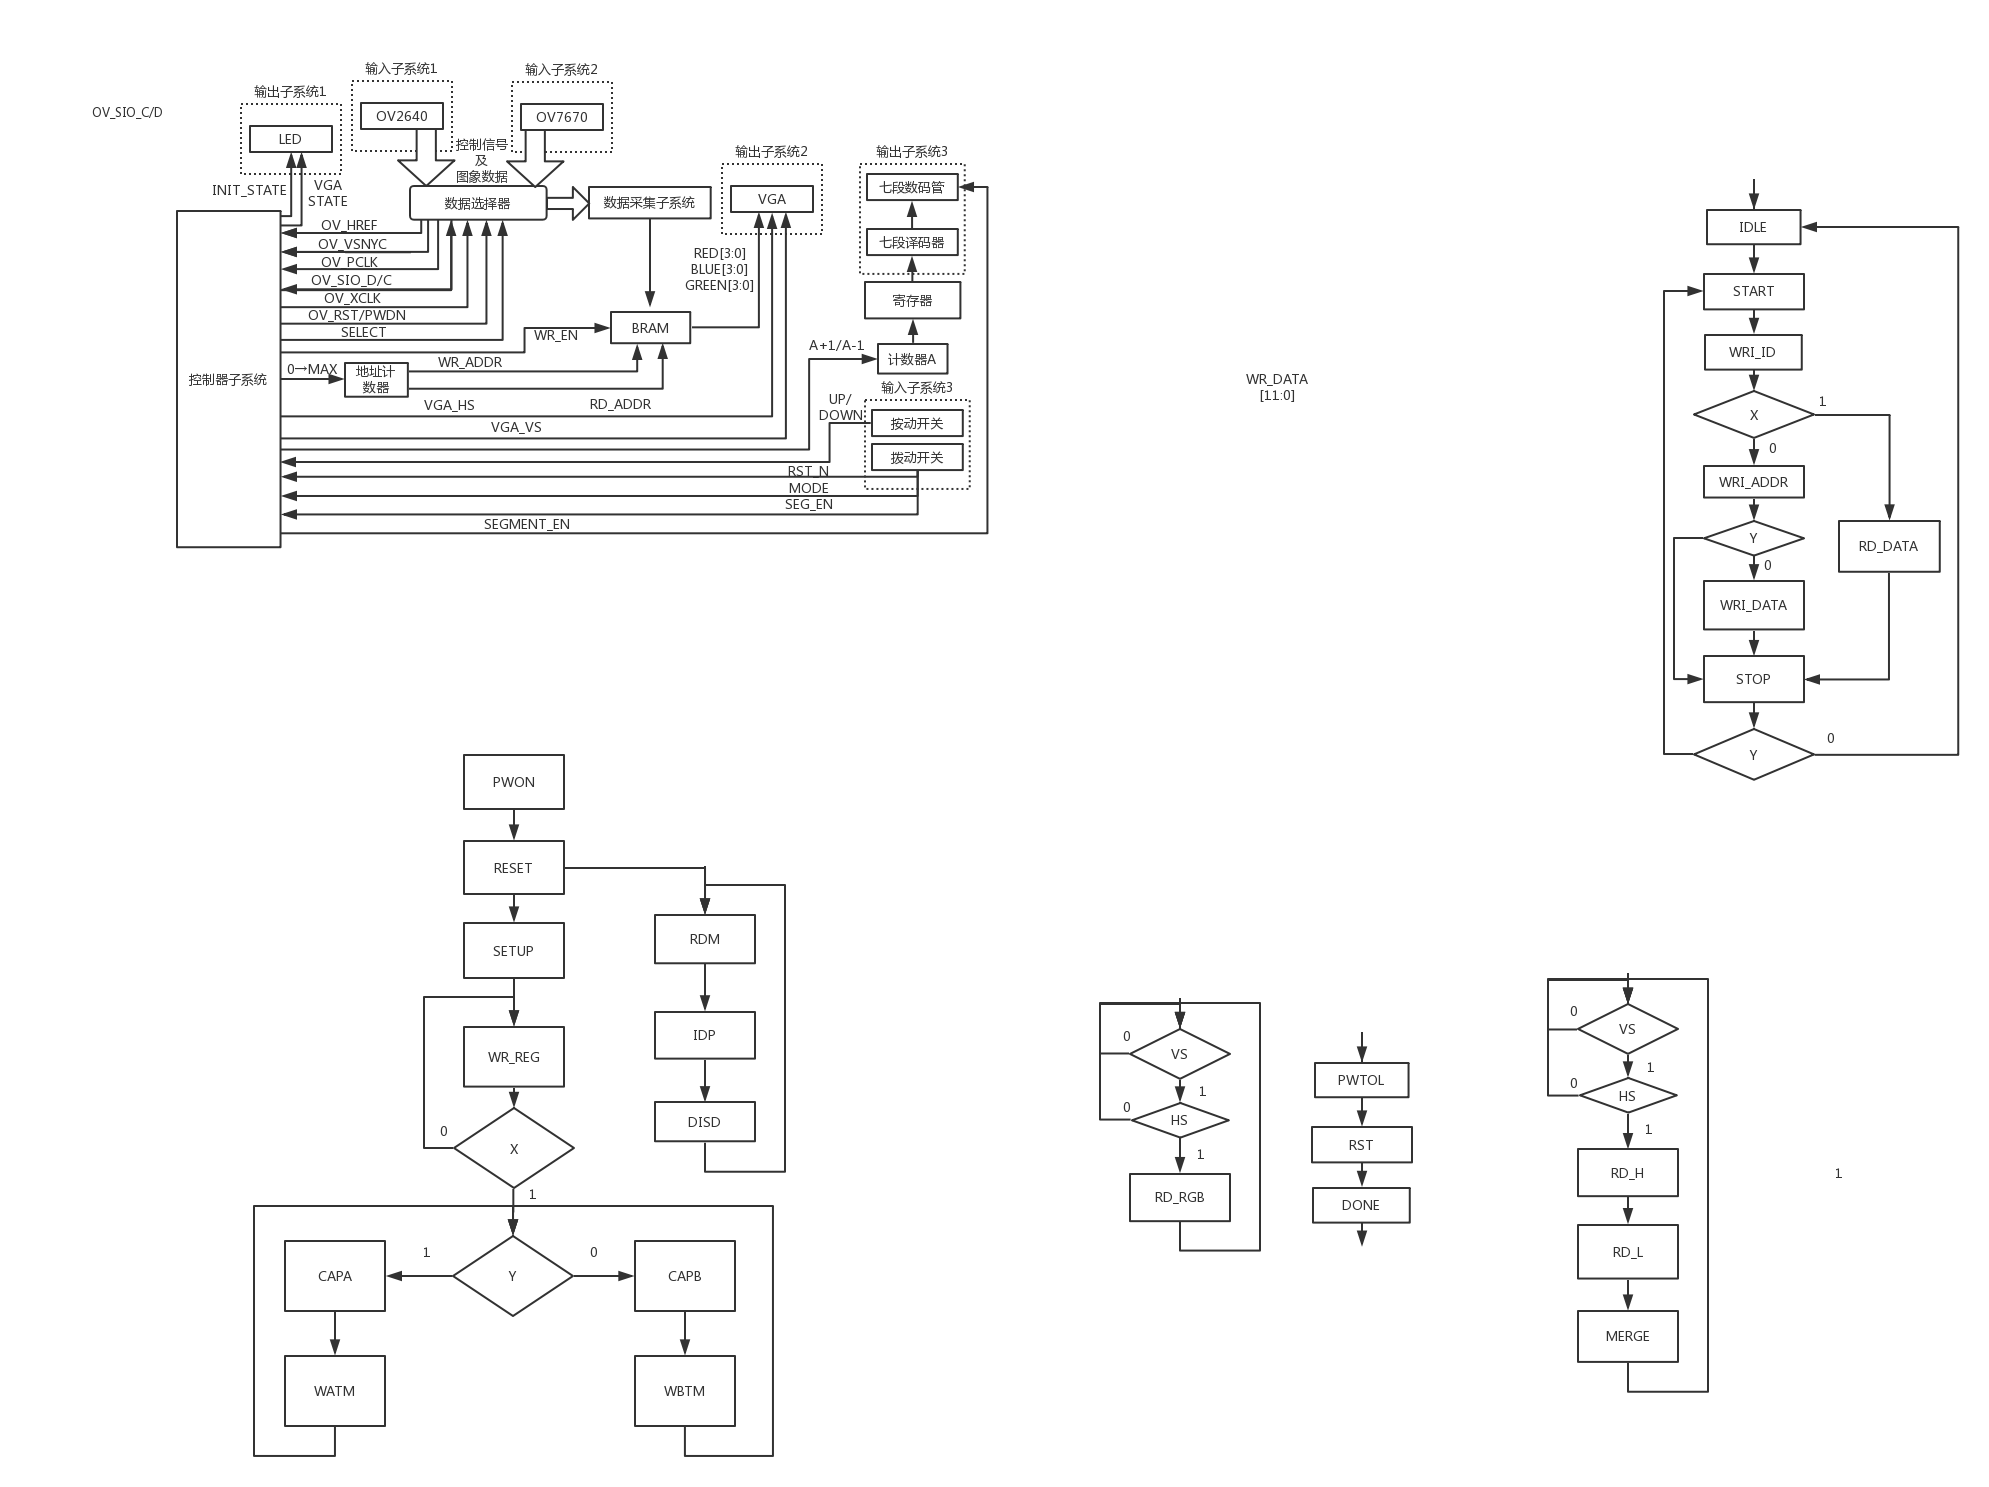 输入子系统1
输入子系统2
输出子系统1
OV_SIO_C/D
OV2640
OV7670
LED
控制信号
及
图象数据
输出子系统2
输出子系统3
INIT_STATE
VGA
STATE
数据选择器
数据采集子系统
VGA
七段数码管
OV_HREF
OV_VSNYC
OV_PCLK
OV_SIO_D/C
OV_XCLK
OV_RST/PWDN
SELECT
RED[3:0]
BLUE[3:0]
GREEN[3:0]
七段译码器
寄存器
BRAM
WR_EN
A+1/A-1
计数器A
控制器子系统
0→MAX
地址计
数器
WR_ADDR
RD_ADDR
VGA_HS
VGA_VS
输入子系统3
UP/
DOWN
按动开关
拨动开关
RST_N
MODE
SEG_EN
SEGMENT_EN
WR_DATA
[11:0]
IDLE
START
WRI_ID
X
1
0
WRI_ADDR
Y
0
RD_DATA
WRI_DATA
STOP
0
Y
PWON
RESET
SETUP
WR_REG
0
X
1
RDM
IDP
DISD
1
Y
0
CAPA
CAPB
WATM
WBTM
0
VS
1
0
HS
1
RD_RGB
PWTOL
RST
DONE
0
VS
1
0
HS
1
RD_H
RD_L
MERGE
1